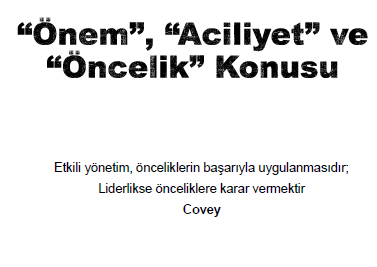 “Önem”, “Aciliyet” ve
“Öncelik” Konusu
Etkili yönetim, önceliklerin başarıyla uygulanmasıdır;
Liderlikse önceliklere karar vermektir
Covey